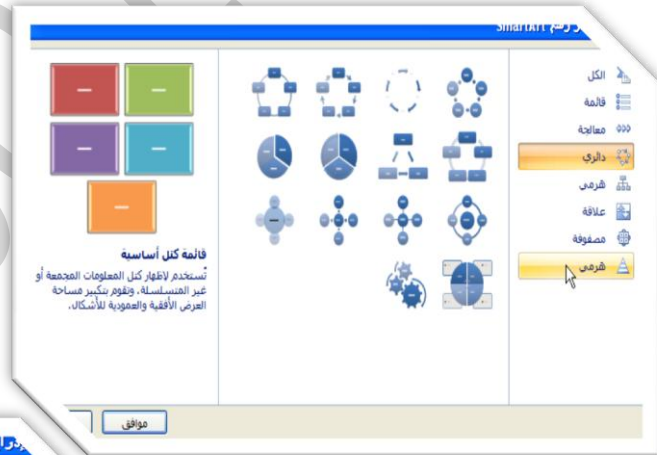 رسم SmartArt
الكل
قائمة
معالجة
دائري
هرمي
علاقة
مصفوفة
هرمي
قائمة كتل أساسية
تُستخدم لإظهار كتل المعلومات المجمعة أو
غير المتسلسلة. وتقوم بتكبير مساحة
العرض الأفقية والعمودية للأشكال.
موافق